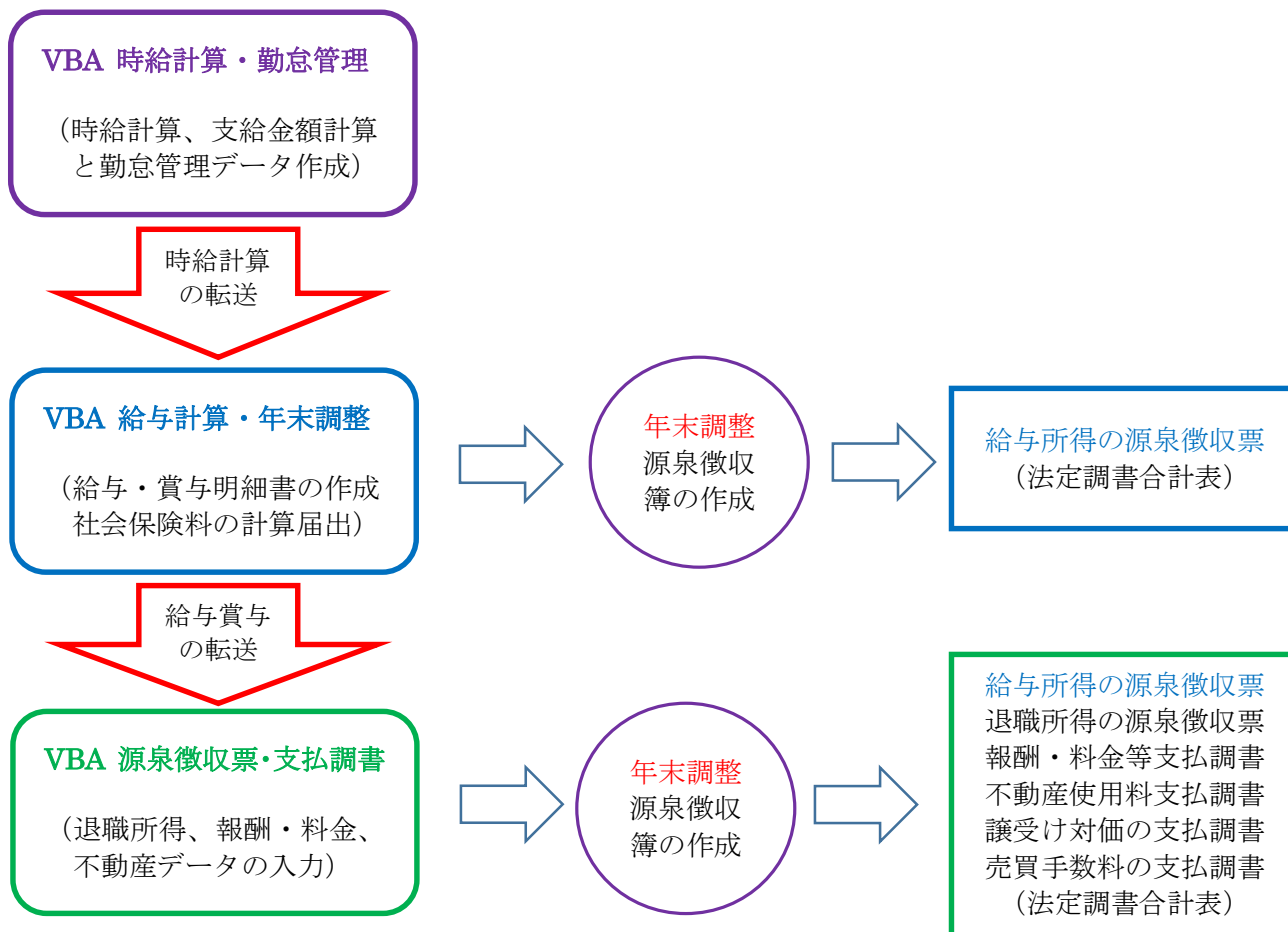 VBA 時給計算・勤怠管理
（時給計算、支給金額計算
と勤怠管理データ作成）
時給計算
の転送
VBA 給与計算・年末調整
（給与・賞与明細書の作成
社会保険料の計算届出）
年末調整
源泉徴収
簿の作成
給与所得の源泉徴収票
（法定調書合計表）
給与賞与
の転送
VBA 源泉徴収票･支払調書
（退職所得、報酬・料金、
不動産データの入力）
年末調整
源泉徴収
簿の作成
給与所得の源泉徴収票
退職所得の源泉徴収票
報酬・料金等支払調書
不動産使用料支払調書
譲受け対価の支払調書
売買手数料の支払調書
（法定調書合計表）